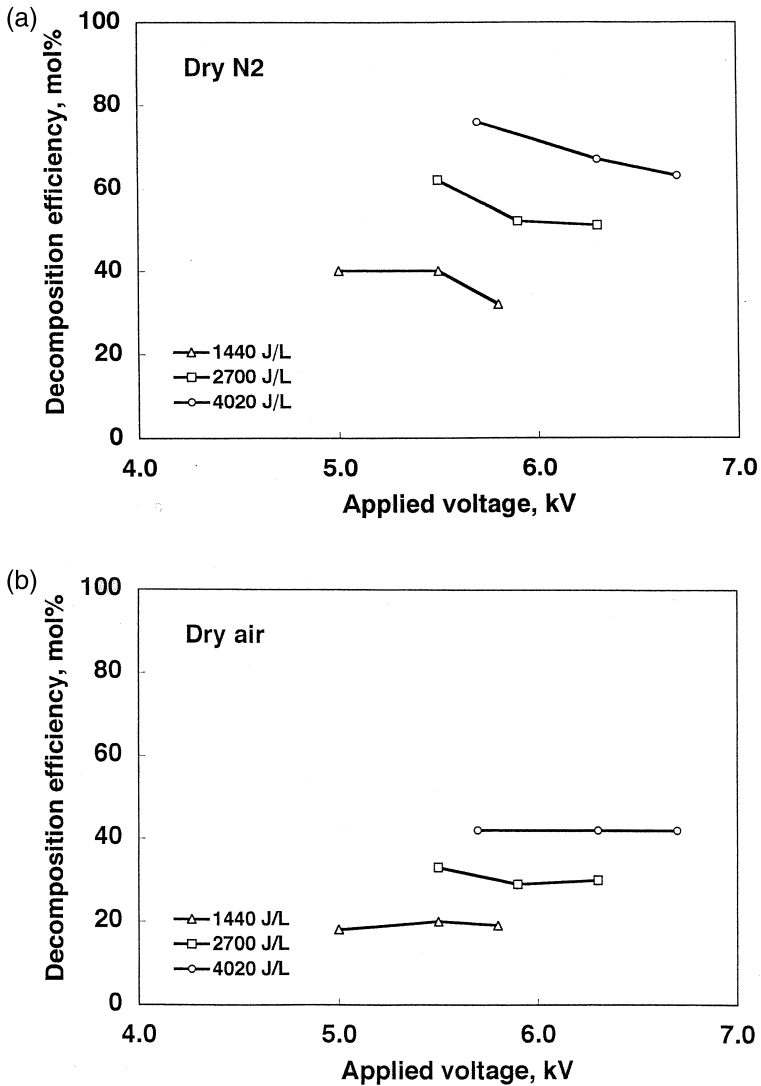 (a)
100
80
60
40
20
0
Decomposition efficiency, mol%
Dry N2
1440 J/L
2700 J/L
4020 J/L
4.0 5.0 6.0 7.0
Applied voltage, kV
(b)
100
80
60
40
20
0
Decomposition efficiency, mol%
Dry air
1440 J/L
2700 J/L
4020 J/L
4.0 5.0 6.0 7.0
Applied voltage, kV